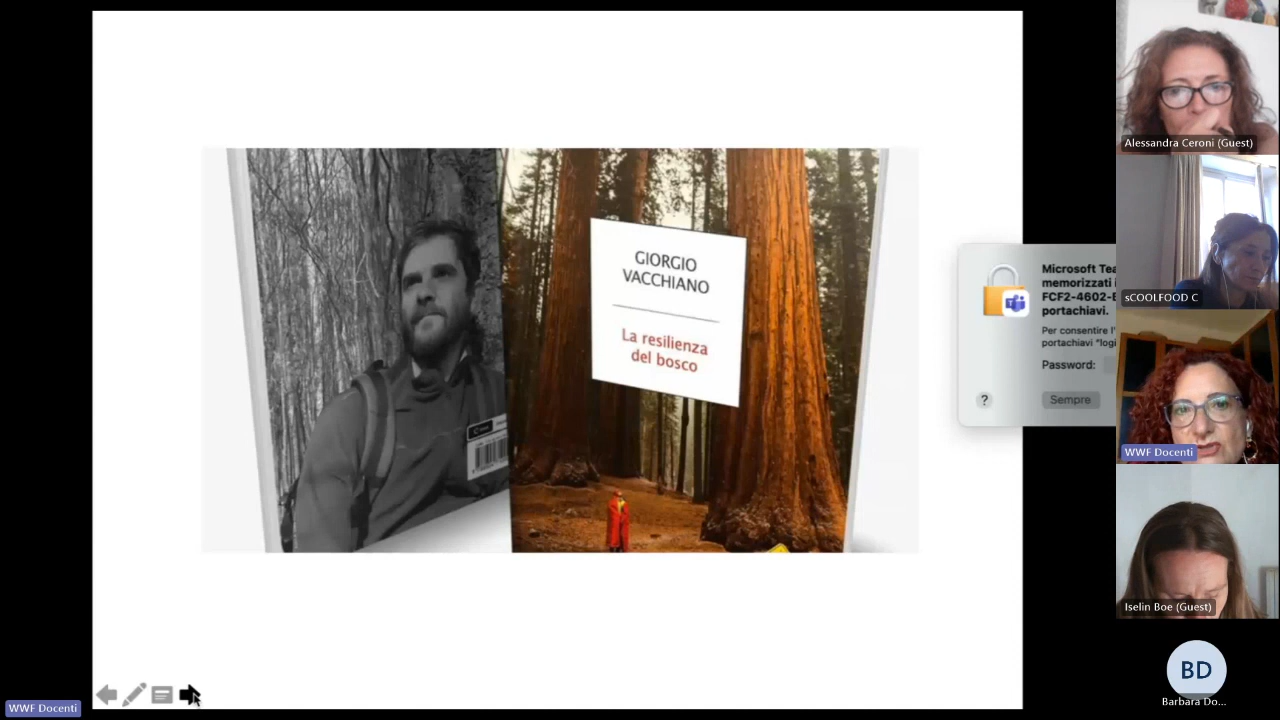 GIORGIO
VACCHIANO
La resilienza
del bosco
Microsoft Tea
memorizzati i
FCF2-4602-E
portachiavi.
Per consentire l'
portachiavi "logi
Password:
?
Sempre
Alessandra Ceroni (Guest)
sCOOLFOOD C
WWF Docenti
Iselin Boe (Guest)
BD
Barbara Do...
WWF Docenti